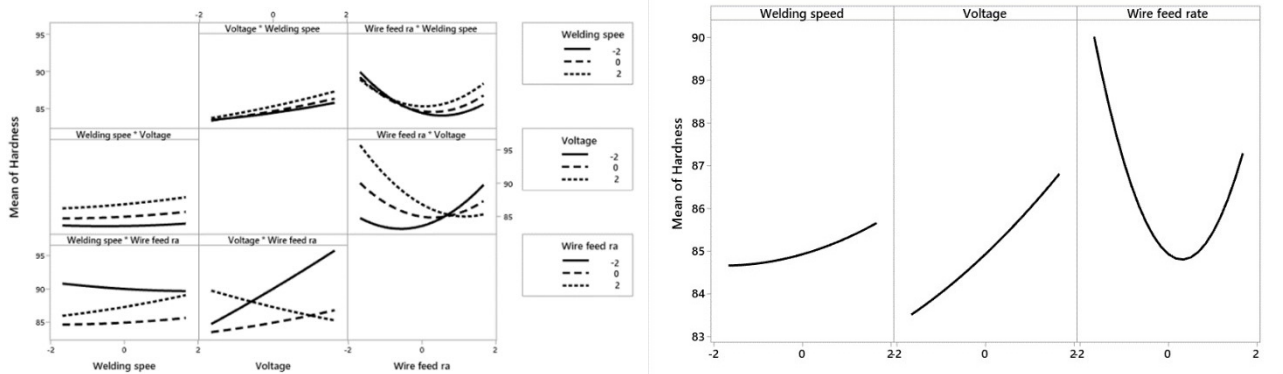 -2 0 2
Voltage * Welding spee Wire feed ra * Welding spee
95
90
85
Welding spee
-2
0
2
Welding spee * Voltage Wire feed ra * Voltage
95
90
85
Voltage
-2
0
2
Welding spee * Wire feed ra Voltage * Wire feed ra
95
90
85
Wire feed ra
-2
0
2
-2 0 2 -2 0 2
Welding spee Voltage Wire feed ra
Mean of Hardness
Welding speed Voltage Wire feed rate
90
89
88
87
86
85
84
83
-2 0 2 -2 0 2 -2 0 2
Mean of Hardness